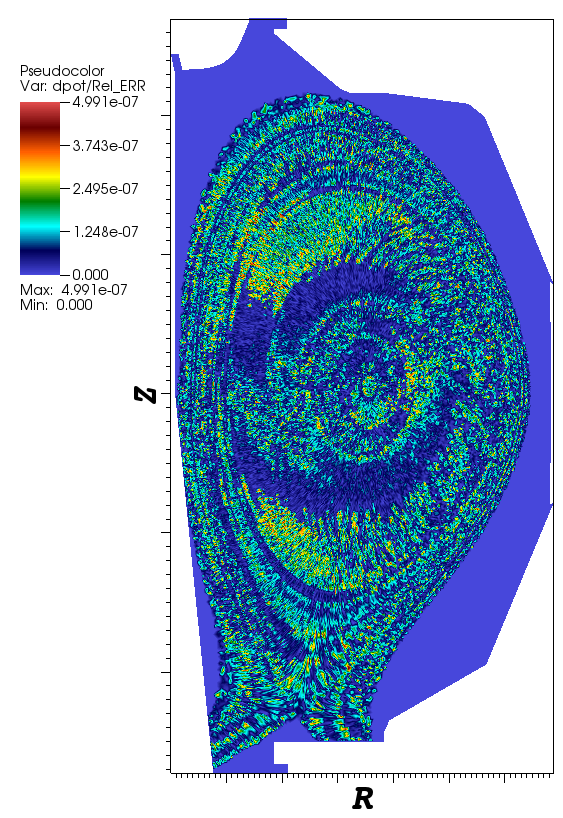 Pseudocolor
Var: dpot/Rel_ERR
4.991e-07
3.743e-07
2.495e-07
1.248e-07
0.000
Max: 4.991e-07
Min: 0.000
Z
R